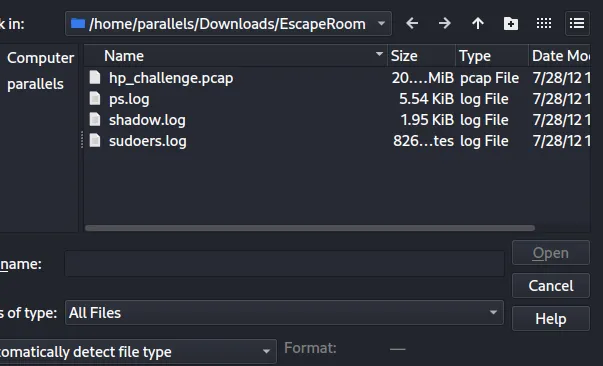 k in: /home/parallels/Downloads/EscapeRoom
Computer
parallels
Name Size Type Date Mod
hp_challenge.pcap 20....MiB pcap File 7/28/12 1
ps.log 5.54 KiB log File 7/28/12 1
shadow.log 1.95 KiB log File 7/28/12 1
sudoers.log 826...tes log File 7/28/12 1
name: Open
Cancel
s of type: All Files Help
tomatically detect file type Format: —